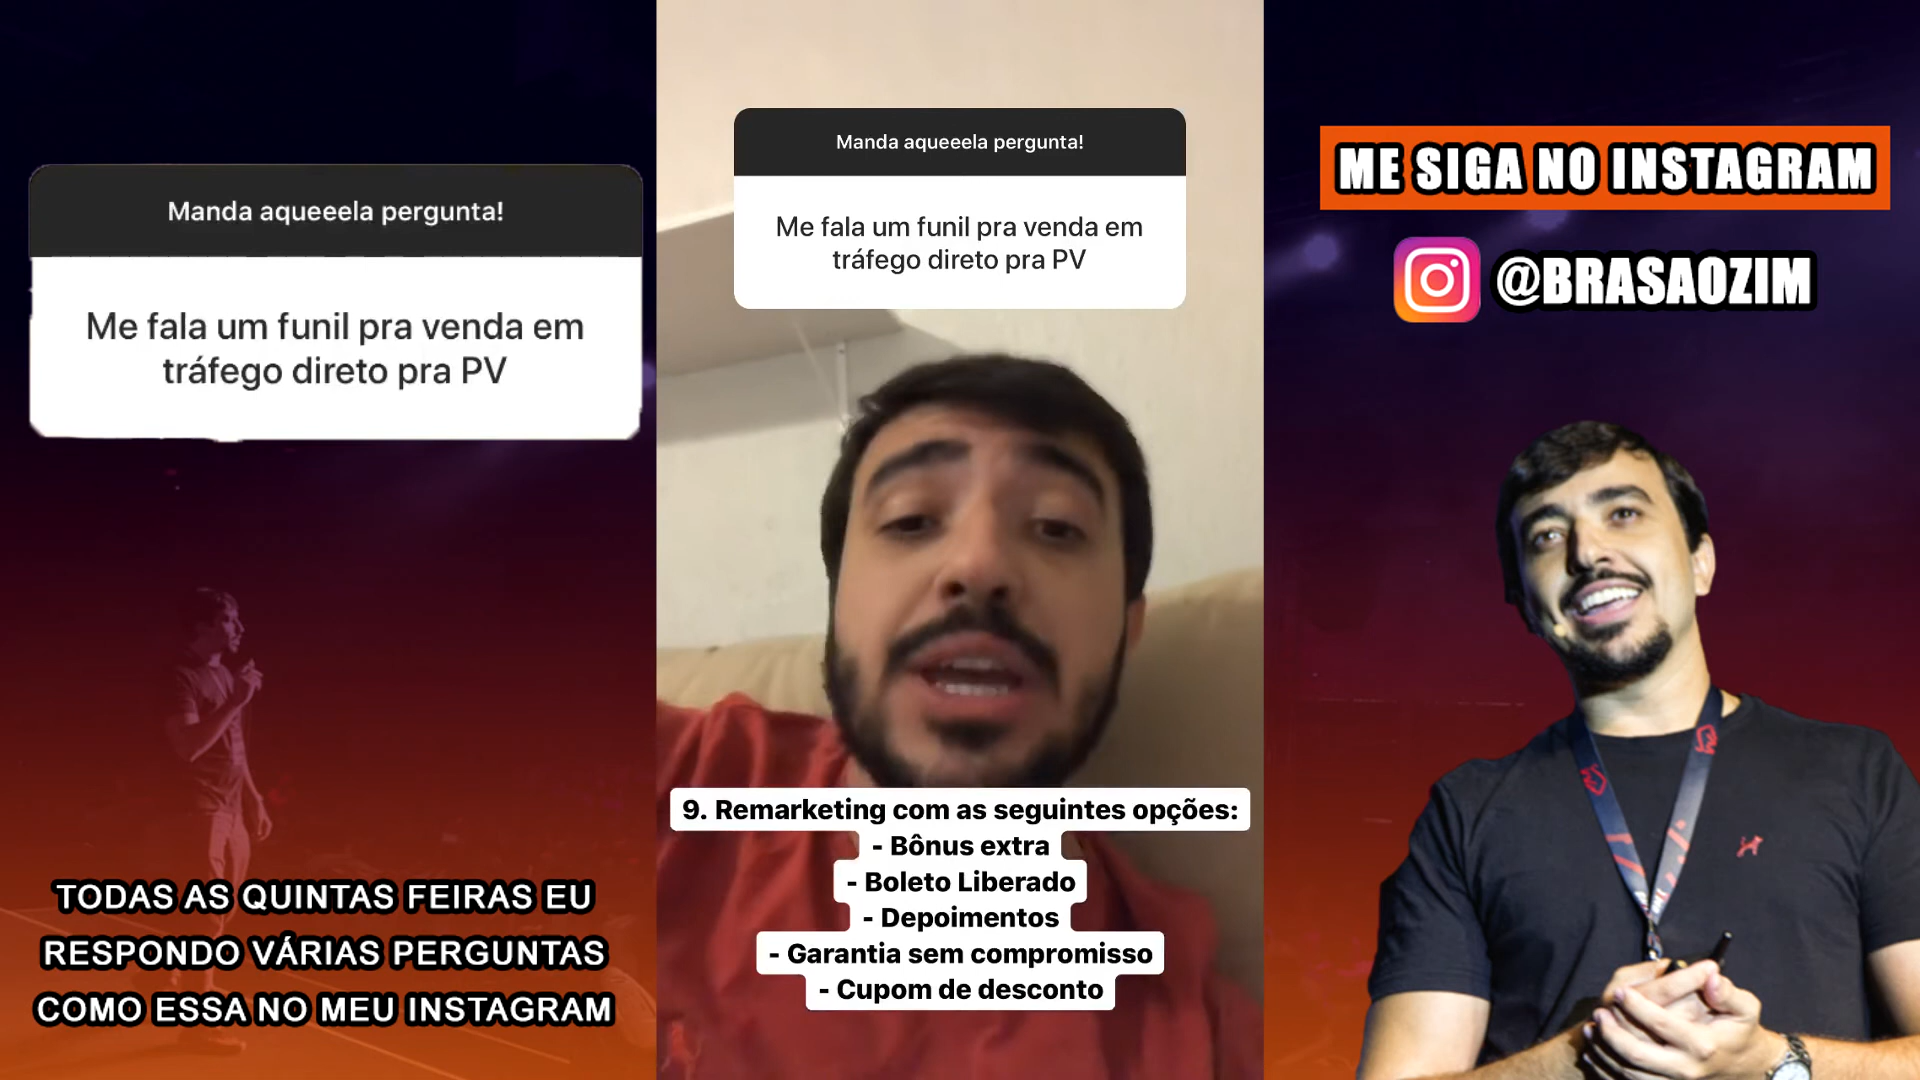 Manda aqueeela pergunta!
Me fala um funil pra venda em
tráfego direto pra PV
TODAS AS QUINTAS FEIRAS EU
RESPONDO VÁRIAS PERGUNTAS
COMO ESSA NO MEU INSTAGRAM
Manda aqueeela pergunta!
Me fala um funil pra venda em
tráfego direto pra PV
9. Remarketing com as seguintes opções:
- Bônus extra
- Boleto Liberado
- Depoimentos
- Garantia sem compromisso
- Cupom de desconto
ME SIGA NO INSTAGRAM
@BRASAOZIM